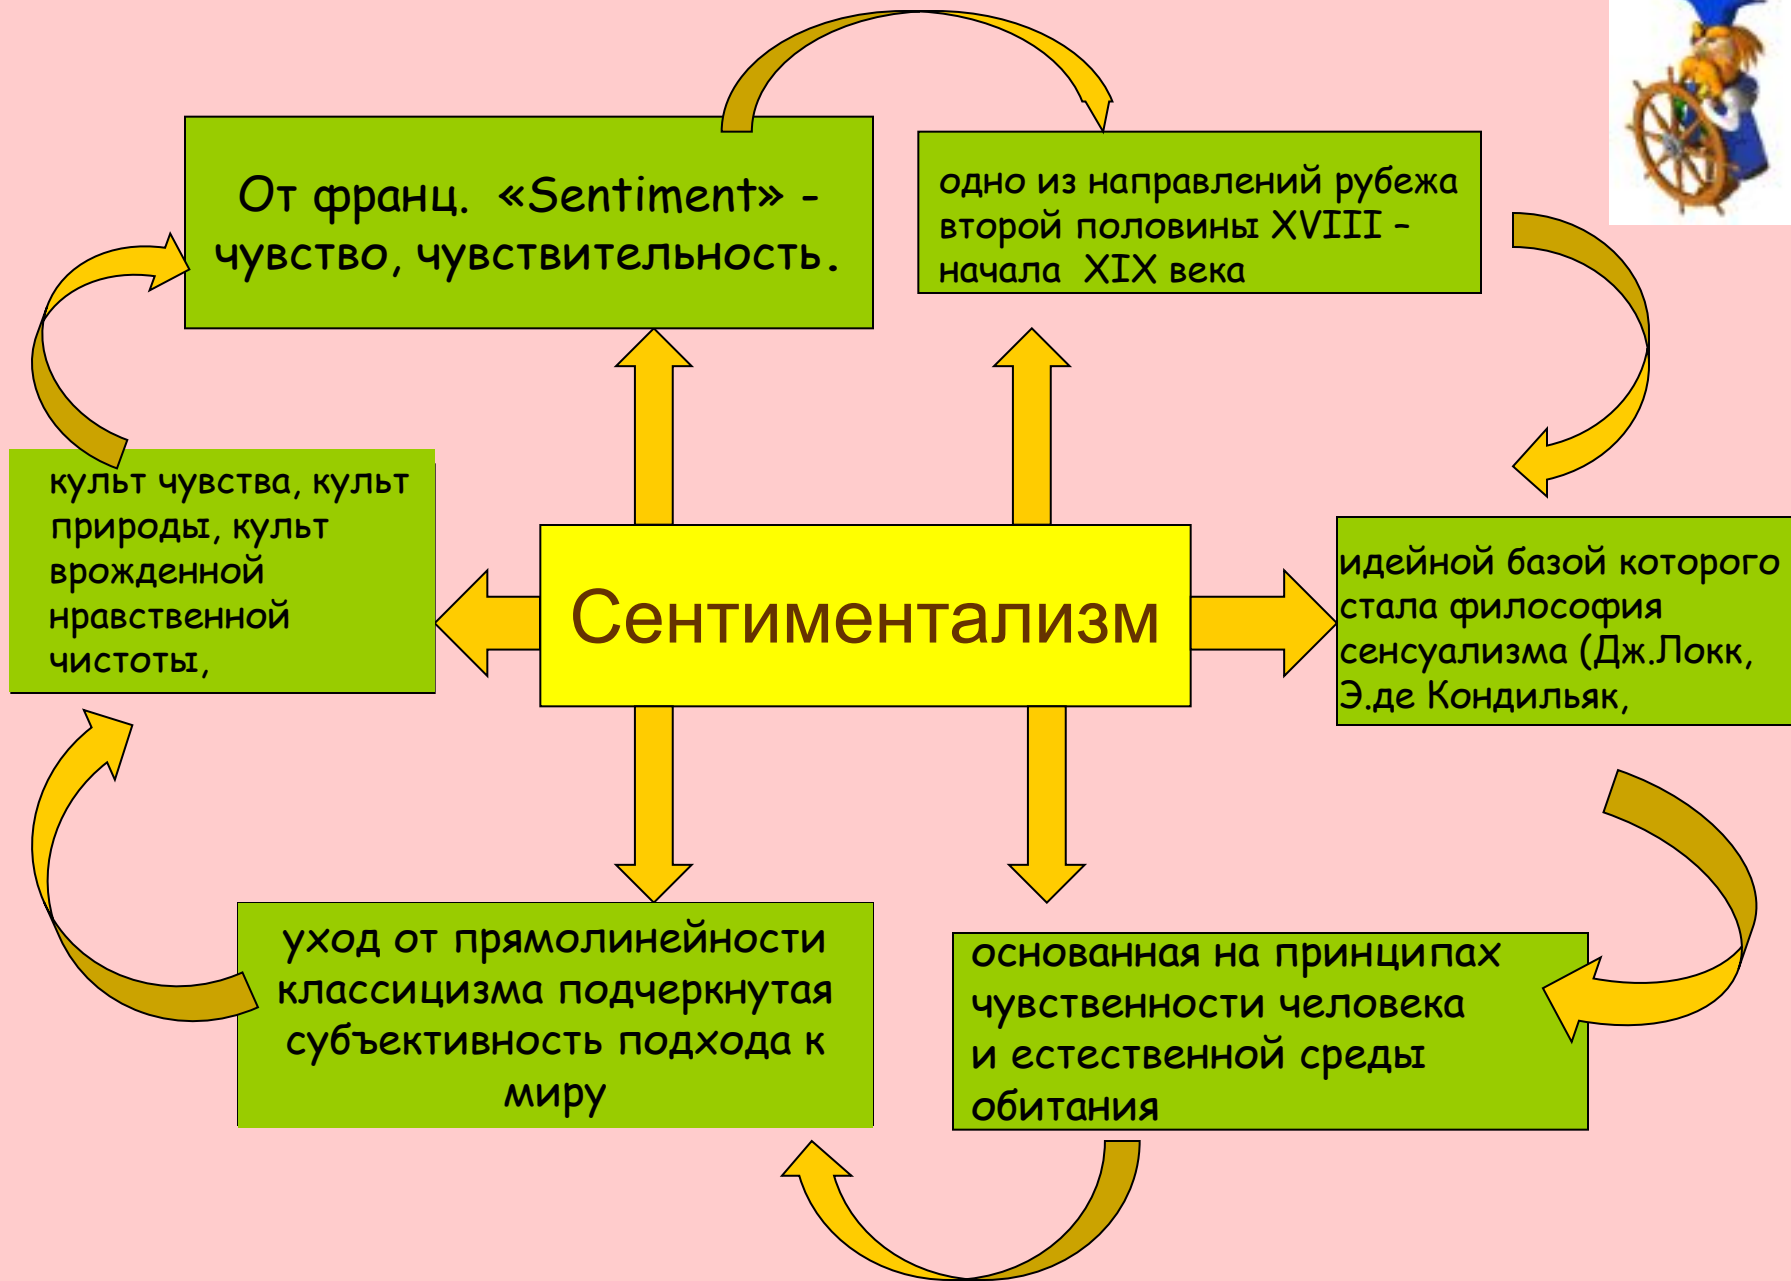 От франц. «Sentiment» -
чувство, чувствительность.
одно из направлений рубежа
второй половины XVIII –
начала XIX века
культ чувства, культ
природы, культ
врожденной
нравственной
чистоты,
Сентиментализм
идейной базой которого
стала философия
сенсуализма (Дж.Локк,
Э.де Кондильяк,
уход от прямолинейности
классицизма подчеркнутая
субъективность подхода к
миру
основанная на принципах
чувственности человека
и естественной среды
обитания